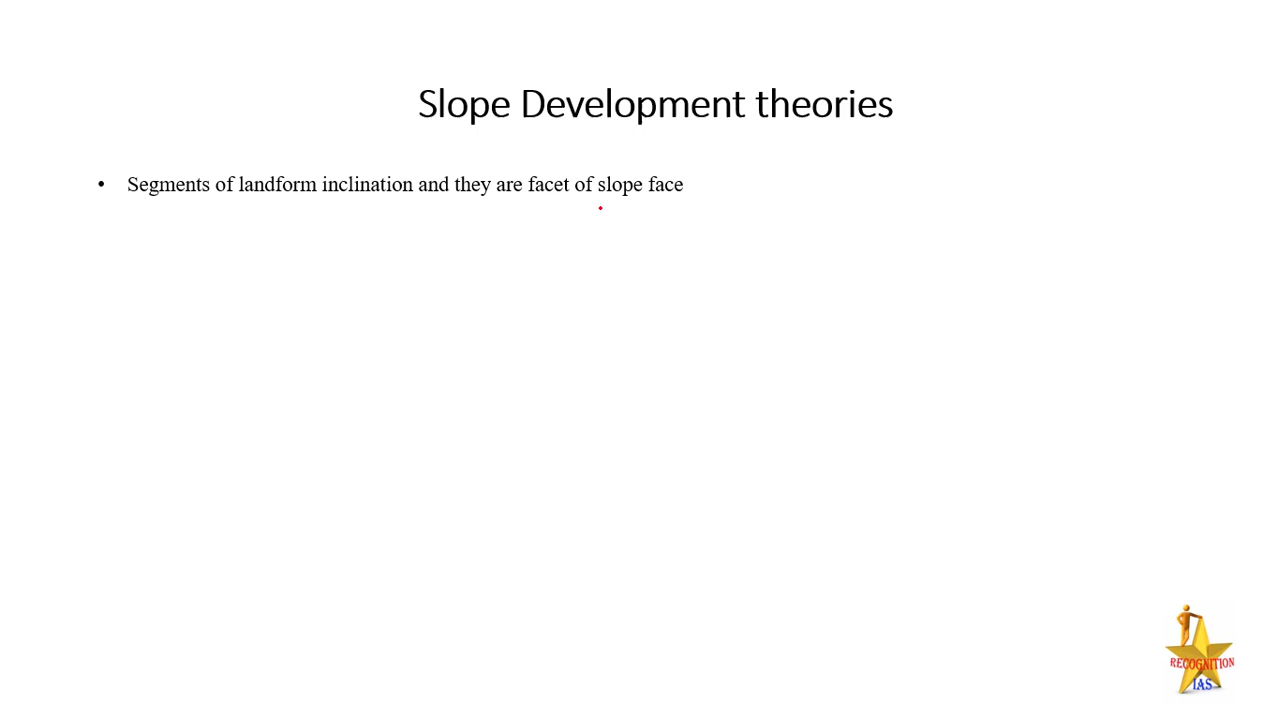 Slope Development theories
• Segments of landform inclination and they are facet of slope face
RECOGNITION
IAS